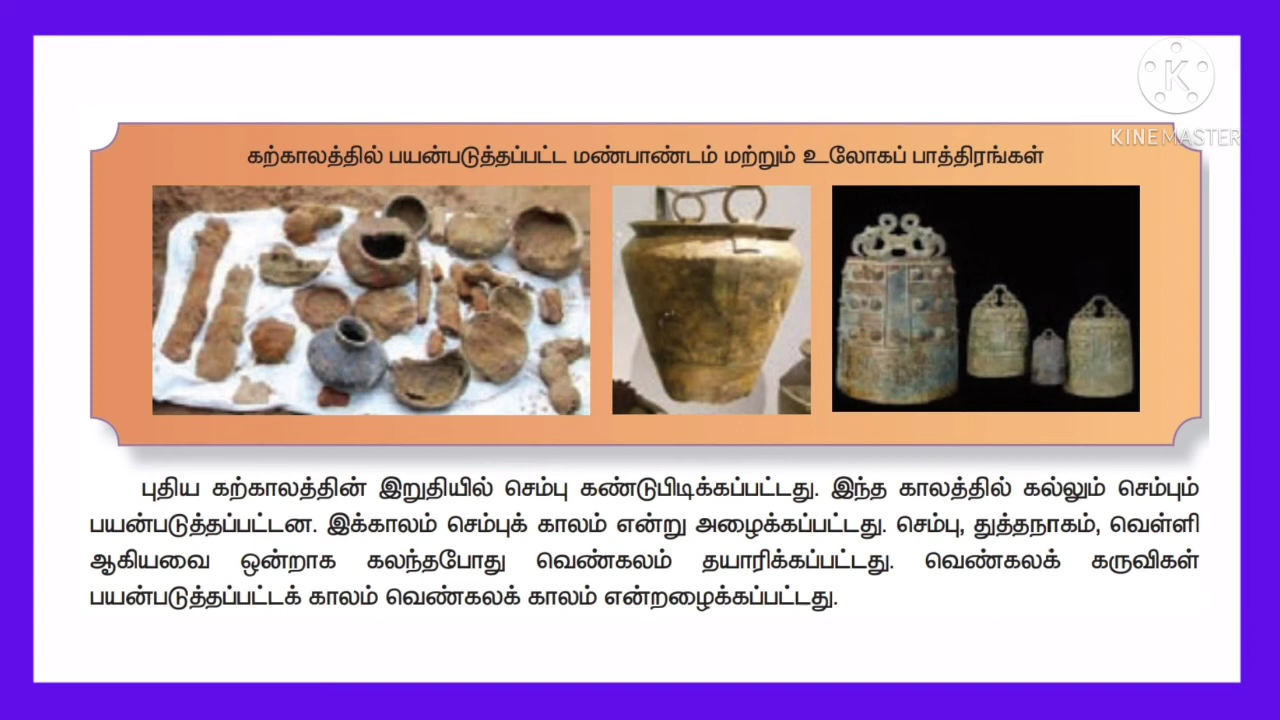 KINEMASTER
கற்காலத்தில் பயன்படுத்தப்பட்ட மண்பாண்டம் மற்றும் உலோகப் பாத்திரங்கள்
புதிய கற்காலத்தின் இறுதியில் செம்பு கண்டுபிடிக்கப்பட்டது. இந்த காலத்தில் கல்லும் செம்பும்
பயன்படுத்தப்பட்டன. இக்காலம் செம்புக் காலம் என்று அழைக்கப்பட்டது. செம்பு, துத்தநாகம், வெள்ளி
ஆகியவை ஒன்றாக கலந்தபோது வெண்கலம் தயாரிக்கப்பட்டது. வெண்கலக் கருவிகள்
பயன்படுத்தப்பட்டக் காலம் வெண்கலக் காலம் என்றழைக்கப்பட்டது.